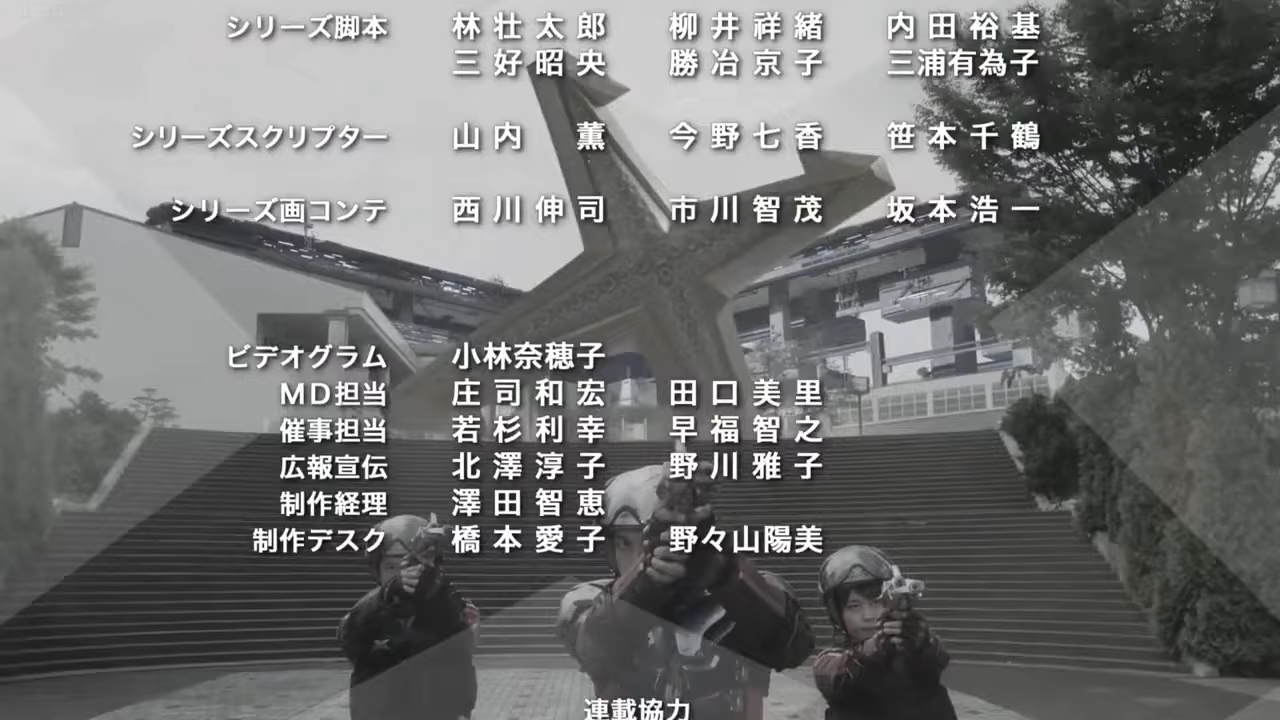 シリーズ脚本 林壮太郎 柳井祥緒 内田裕基
三好昭央 勝冶京子 三浦有為子
シリーズスクリプター 山内 薫 今野七香 笹本千鶴
シリーズ画コンテ 西川伸司 市川智茂 坂本浩一
ビデオグラム 小林奈穂子
MD担当 庄司和宏 田口美里
催事担当 若杉利幸 早福智之
広報宣伝 北澤淳子 野川雅子
制作経理 澤田智恵
制作デスク 橋本愛子 野々山陽美
連載協力